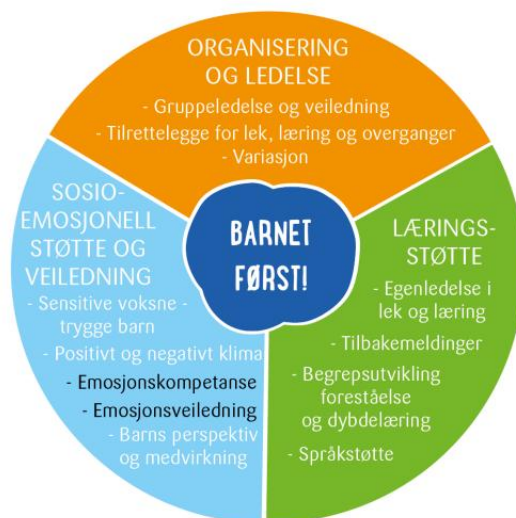 ORGANISERING
OG LEDELSE
- Gruppeledelse og veiledning
- Tilrettelegge for lek, læring og overganger
- Variasjon
SOSIO-
EMOSJONELL
STØTTE OG
VEILEDNING
- Sensitive voksne -
trygge barn
- Positivt og negativt klima
- Emosjonskompetanse
- Emosjonsveiledning
- Barns perspektiv
og medvirkning
BARNET
FØRST!
LÆRINGS-
STØTTE
- Egenledelse i
lek og læring
- Tilbakemeldinger
- Begrepsutvikling
foreståelse
og dybdelæring
- Språkstøtte